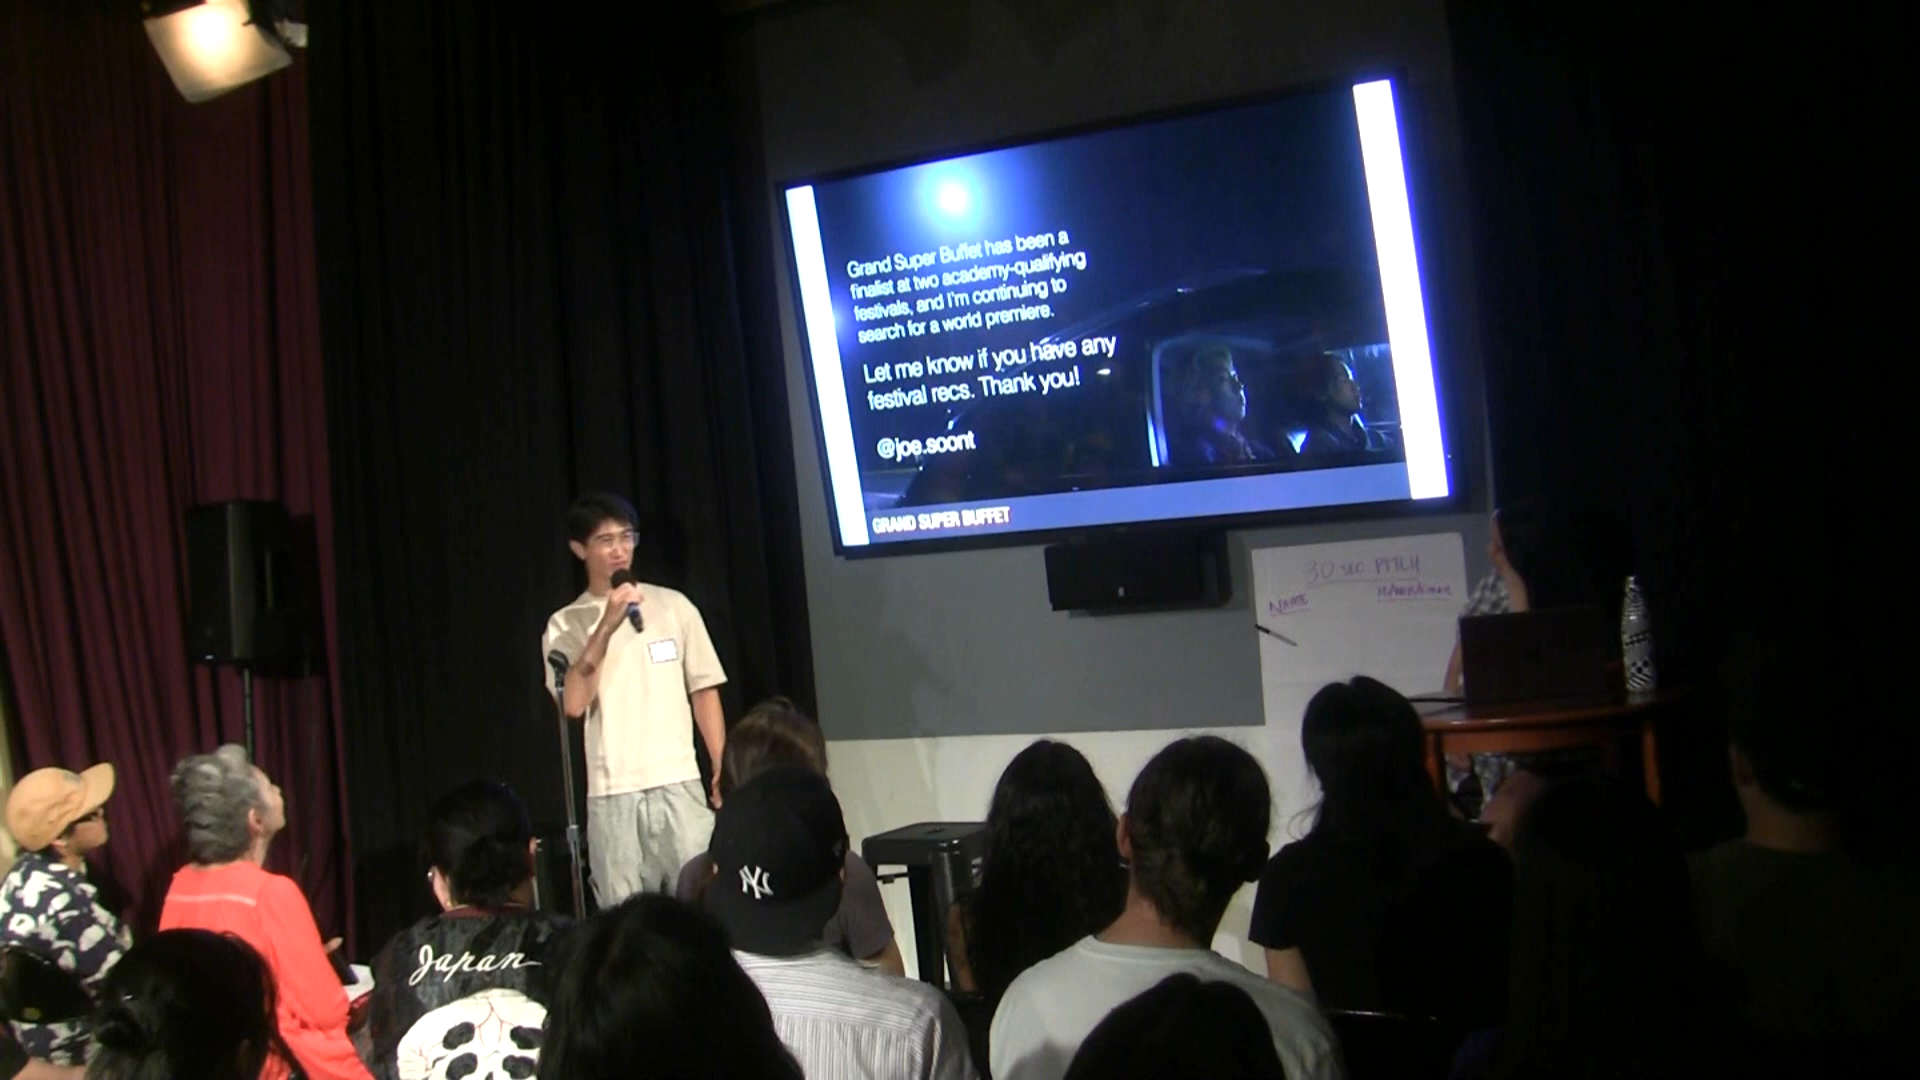 Grand Super Buffet has been a
finalist at two academy-qualifying
festivals, and I'm continuing to
search for a world premiere.
Let me know if you have any
festival recs. Thank you!
@joe.soont
GRAND SUPER BUFFET
30 SEC PITCH
NAME
NY
Japan